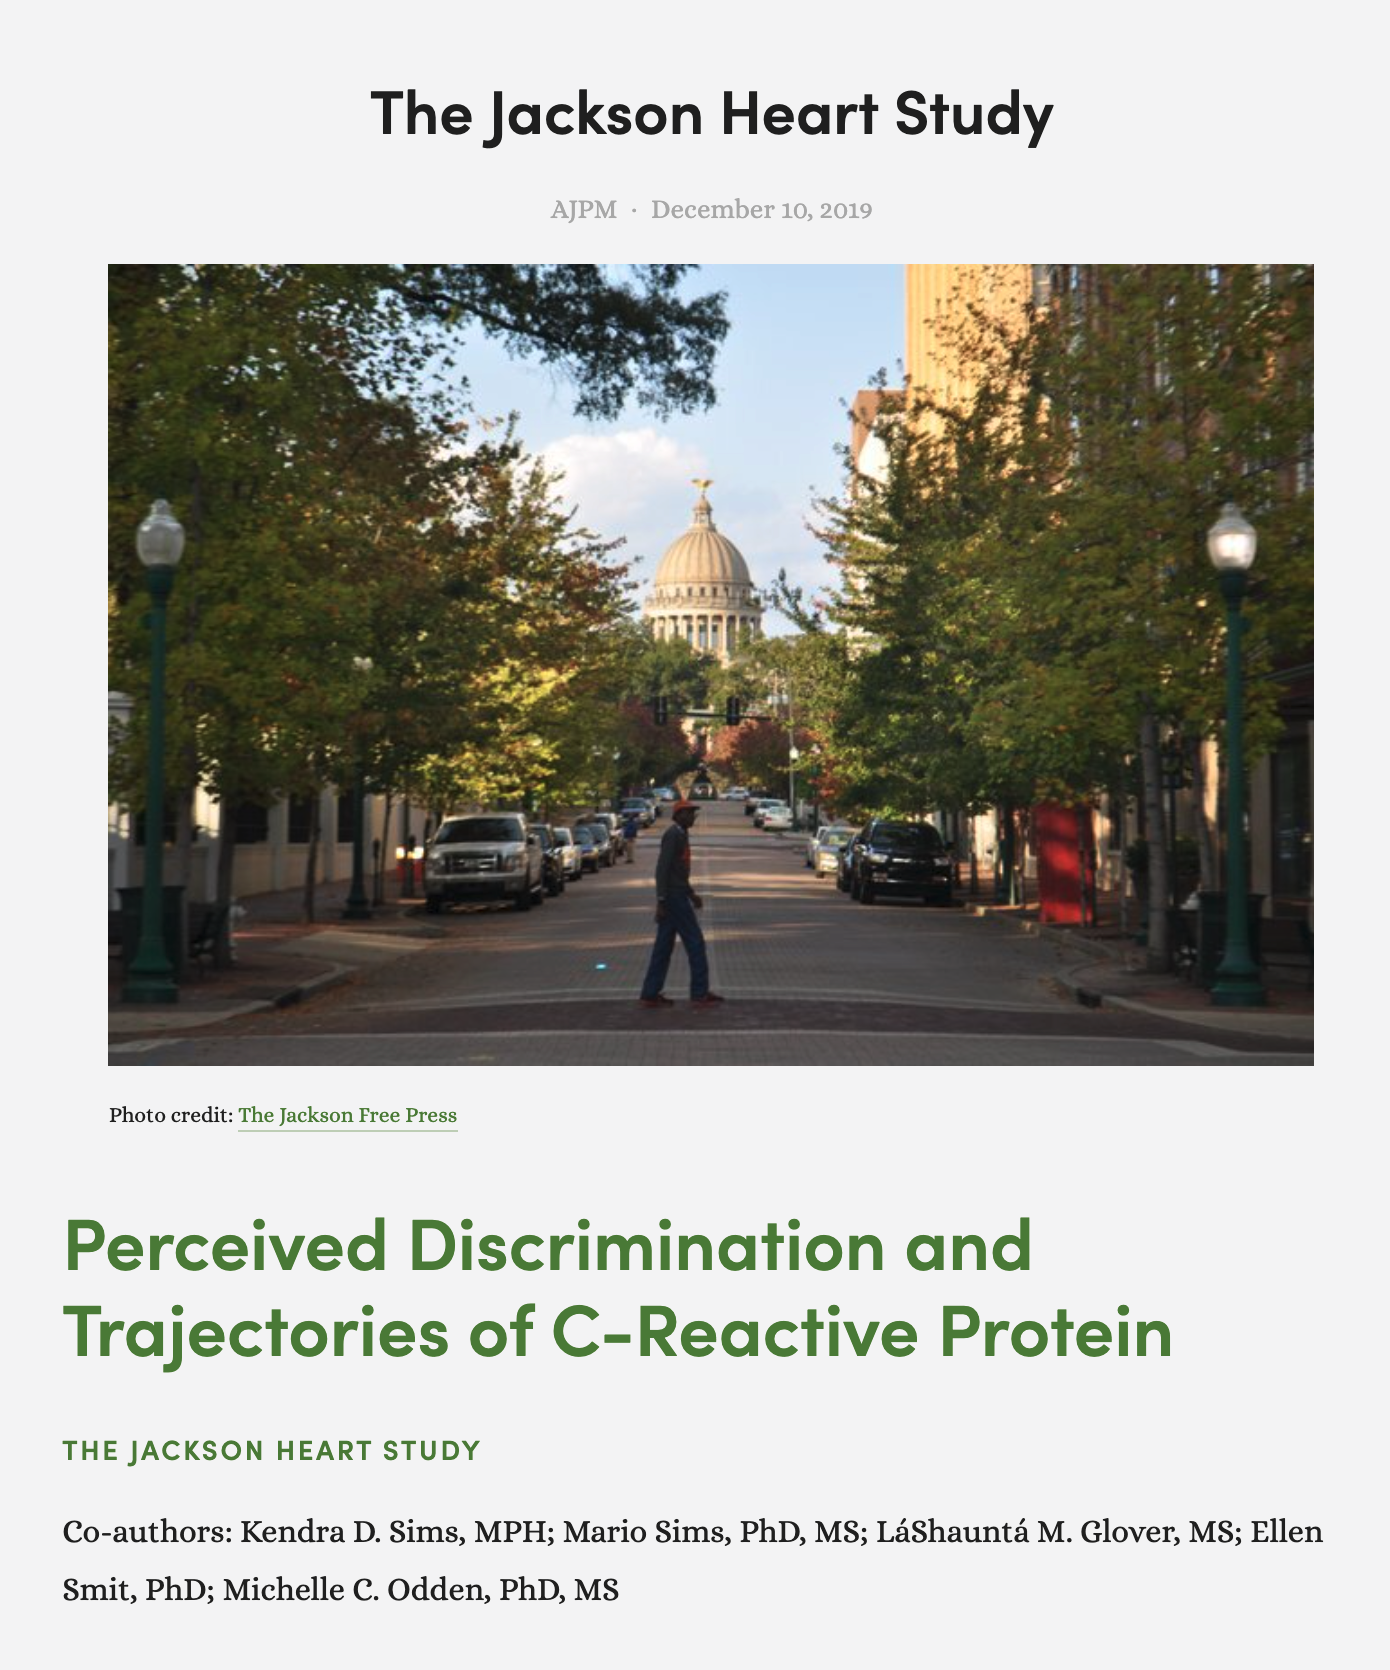 The Jackson Heart Study
AJPM · December 10, 2019
Photo credit: The Jackson Free Press
Perceived Discrimination and
Trajectories of C-Reactive Protein
THE JACKSON HEART STUDY
Co-authors: Kendra D. Sims, MPH; Mario Sims, PhD, MS; LáShauntá M. Glover, MS; Ellen
Smit, PhD; Michelle C. Odden, PhD, MS